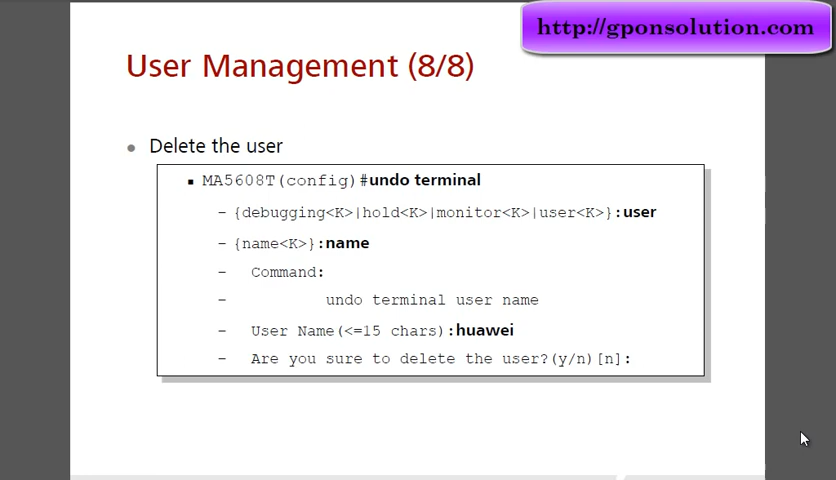 http://gponsolution.com
User Management (8/8)
● Delete the user
▪ MA5608T(config)#undo terminal
– {debugging<K>|hold<K>|monitor<K>|user<K>}:user
– {name<K>}:name
– Command:
– undo terminal user name
– User Name(<=15 chars):huawei
– Are you sure to delete the user?(y/n)[n]: